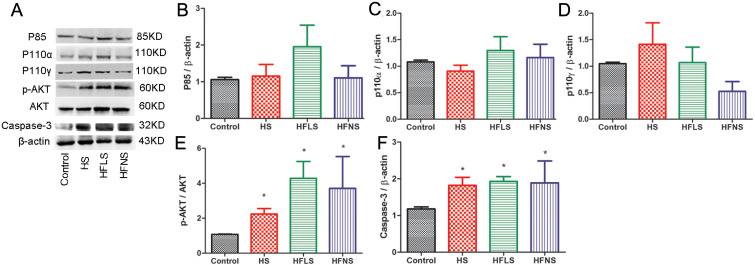 A
P85 85KD
P110α 110KD
P110γ 110KD
p-AKT 60KD
AKT 60KD
Caspase-3 32KD
β-actin 43KD
Control HS HFLS HFNS
B
P85 / β-actin
3
2
1
0
Control HS HFLS HFNS
C
p110α / β-actin
2.0
1.5
1.0
0.5
0.0
Control HS HFLS HFNS
D
p110γ / β-actin
2.0
1.5
1.0
0.5
0.0
Control HS HFLS HFNS
E
p-AKT / AKT
6
4
2
0
* * *
Control HS HFLS HFNS
F
Caspase-3 / β-actin
3
2
1
0
* * *
Control HS HFLS HFNS